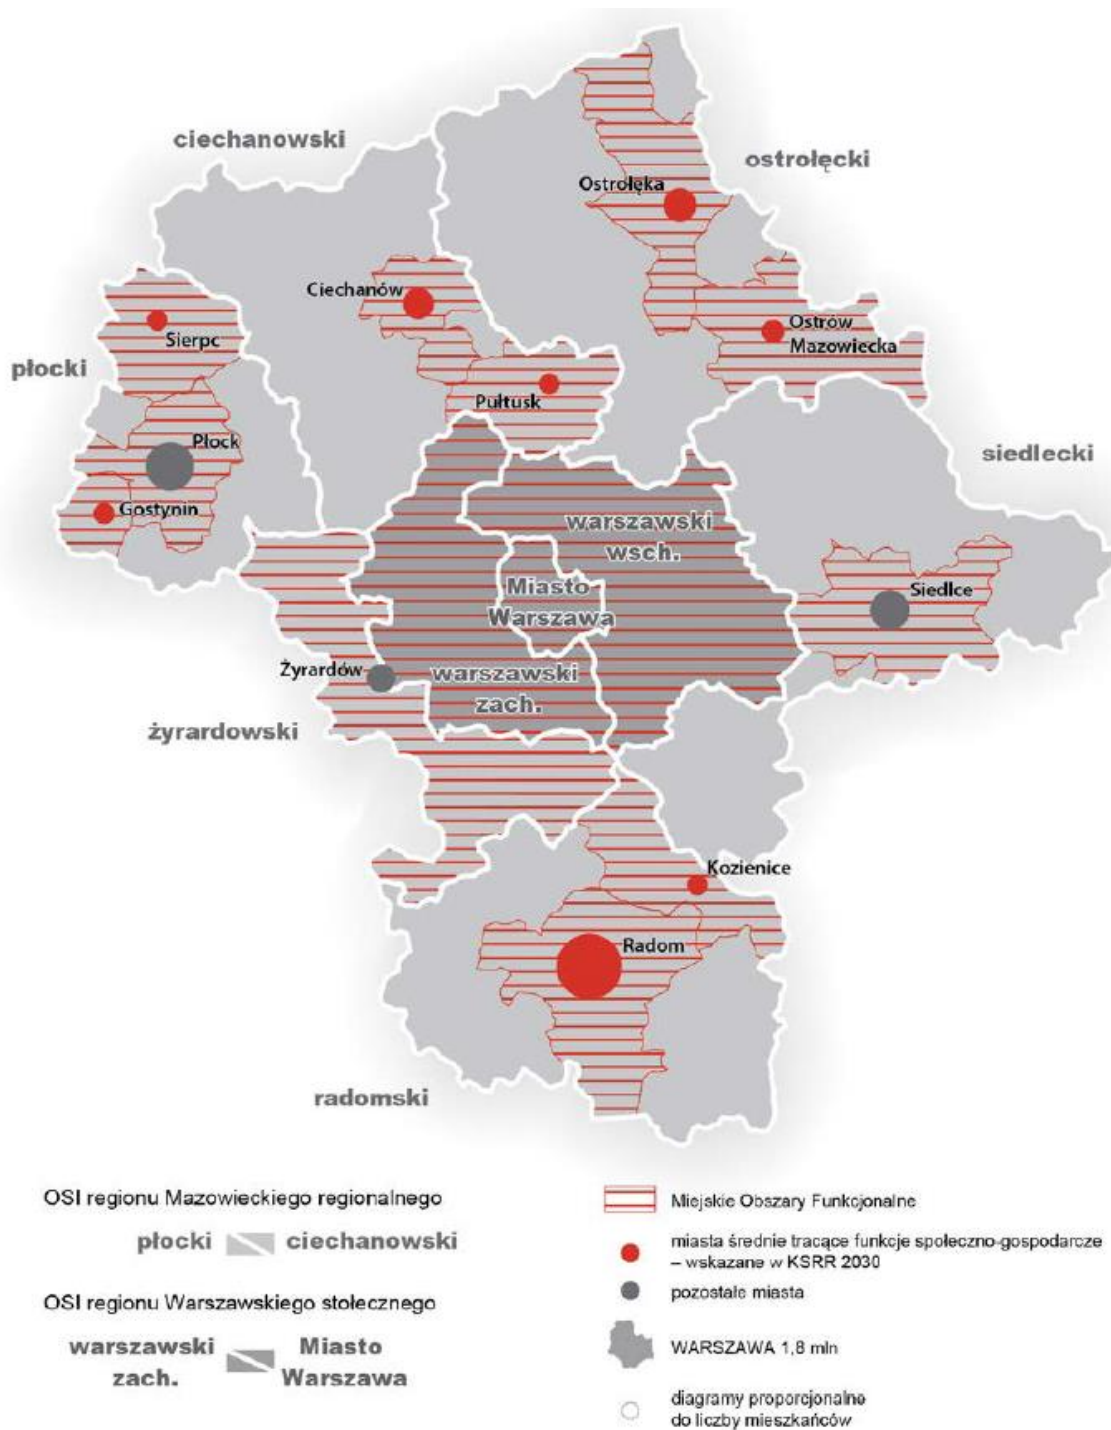 ciechanowski
ostrołęcki
Ostrołęka
Ciechanów
Ostrów
Mazowiecka
Sierpc
płocki
Pułtusk
Płock
siedlecki
Gostynin
warszawski
wsch.
Miasto
Warszawa
Siedlce
Żyrardów
warszawski
zach.
żyrardowski
Kozienice
Radom
radomski
OSI regionu Mazowieckiego regionalnego
płocki ciechanowski
OSI regionu Warszawskiego stołecznego
warszawski
zach.
Miasto
Warszawa
Miejskie Obszary Funkcjonalne
miasta średnie tracące funkcje społeczno-gospodarcze
– wskazane w KSRR 2030
pozostałe miasta
WARSZAWA 1,8 mln
diagramy proporcjonalne
do liczby mieszkańców